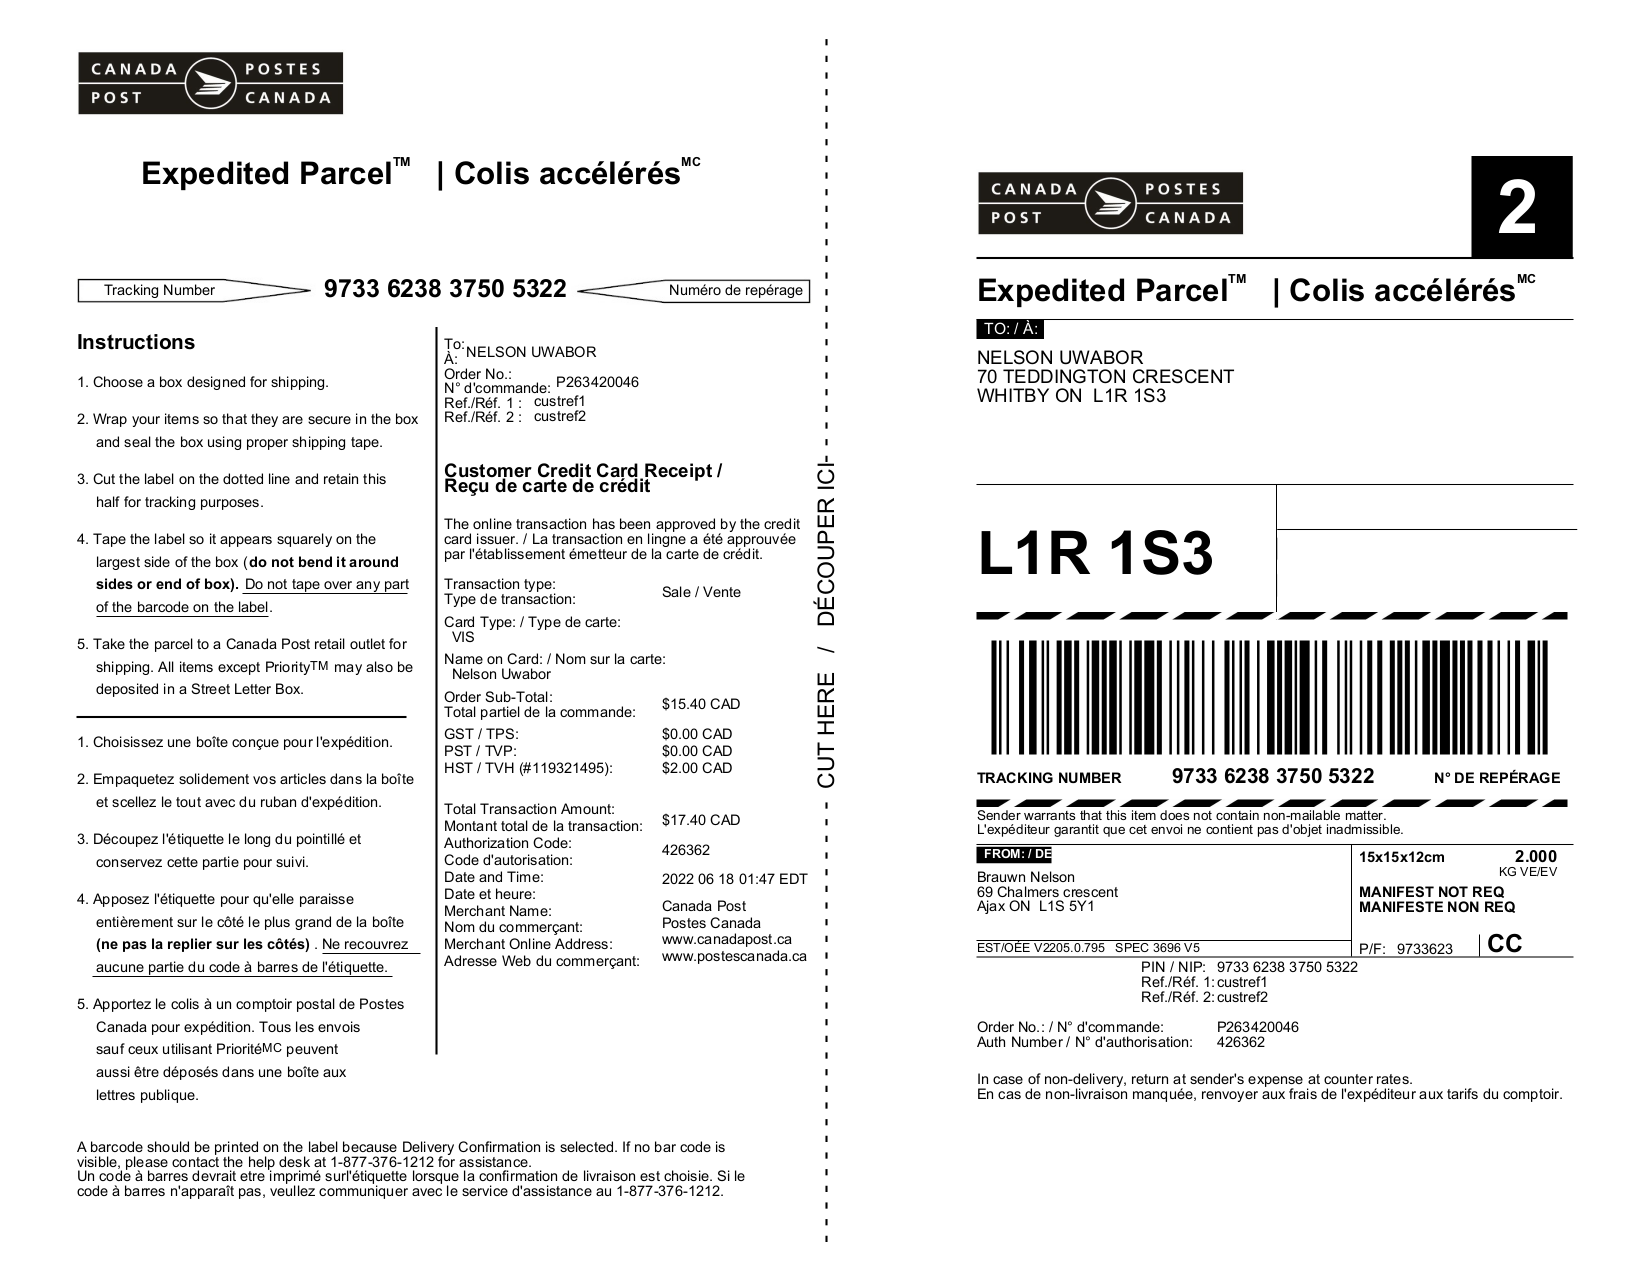 CANADA POSTES
POST CANADA
Expedited Parcel™ | Colis accélérésMC
Tracking Number 9733 6238 3750 5322 Numéro de repérage
Instructions
1. Choose a box designed for shipping.
2. Wrap your items so that they are secure in the box
and seal the box using proper shipping tape.
3. Cut the label on the dotted line and retain this
half for tracking purposes.
4. Tape the label so it appears squarely on the
largest side of the box (do not bend it around
sides or end of box). Do not tape over any part
of the barcode on the label.
5. Take the parcel to a Canada Post retail outlet for
shipping. All items except Priority™ may also be
deposited in a Street Letter Box.
1. Choisissez une boîte conçue pour l'expédition.
2. Empaquetez solidement vos articles dans la boîte
et scellez le tout avec du ruban d'expédition.
3. Découpez l'étiquette le long du pointillé et
conservez cette partie pour suivi.
4. Apposez l'étiquette pour qu'elle paraisse
entièrement sur le côté le plus grand de la boîte
(ne pas la replier sur les côtés) . Ne recouvrez
aucune partie du code à barres de l'étiquette.
5. Apportez le colis à un comptoir postal de Postes
Canada pour expédition. Tous les envois
sauf ceux utilisant PrioritéMC peuvent
aussi être déposés dans une boîte aux
lettres publique.
To:
À: NELSON UWABOR
Order No.:
N° d'commande: P263420046
Ref./Réf. 1 : custref1
Ref./Réf. 2 : custref2
Customer Credit Card Receipt /
Reçu de carte de crédit
The online transaction has been approved by the credit
card issuer. / La transaction en lingne a été approuvée
par l'établissement émetteur de la carte de crédit.
Transaction type:
Type de transaction: Sale / Vente
Card Type: / Type de carte:
VIS
Name on Card: / Nom sur la carte:
Nelson Uwabor
Order Sub-Total:
Total partiel de la commande: $15.40 CAD
GST / TPS: $0.00 CAD
PST / TVP: $0.00 CAD
HST / TVH (#119321495): $2.00 CAD
Total Transaction Amount:
Montant total de la transaction: $17.40 CAD
Authorization Code:
Code d'autorisation: 426362
Date and Time:
Date et heure: 2022 06 18 01:47 EDT
Merchant Name: Canada Post
Nom du commerçant: Postes Canada
Merchant Online Address: www.canadapost.ca
Adresse Web du commerçant: www.postescanada.ca
A barcode should be printed on the label because Delivery Confirmation is selected. If no bar code is
visible, please contact the help desk at 1-877-376-1212 for assistance.
Un code à barres devrait etre imprimé surl'étiquette lorsque la confirmation de livraison est choisie. Si le
code à barres n'apparaît pas, veullez communiquer avec le service d'assistance au 1-877-376-1212.
CUT HERE / DÉCOUPER ICI
CANADA POSTES
POST CANADA
2
Expedited Parcel™ | Colis accélérésMC
TO: / À:
NELSON UWABOR
70 TEDDINGTON CRESCENT
WHITBY ON L1R 1S3
L1R 1S3
TRACKING NUMBER 9733 6238 3750 5322 N° DE REPÉRAGE
Sender warrants that this item does not contain non-mailable matter.
L'expéditeur garantit que cet envoi ne contient pas d'objet inadmissible.
FROM: / DE
Brauwn Nelson
69 Chalmers crescent
Ajax ON L1S 5Y1
EST/OÉE V2205.0.795 SPEC 3696 V5
15x15x12cm 2.000
KG VE/EV
MANIFEST NOT REQ
MANIFESTE NON REQ
P/F: 9733623 CC
PIN / NIP: 9733 6238 3750 5322
Ref./Réf. 1: custref1
Ref./Réf. 2: custref2
Order No.: / N° d'commande: P263420046
Auth Number / N° d'authorisation: 426362
In case of non-delivery, return at sender's expense at counter rates.
En cas de non-livraison manquée, renvoyer aux frais de l'expéditeur aux tarifs du comptoir.